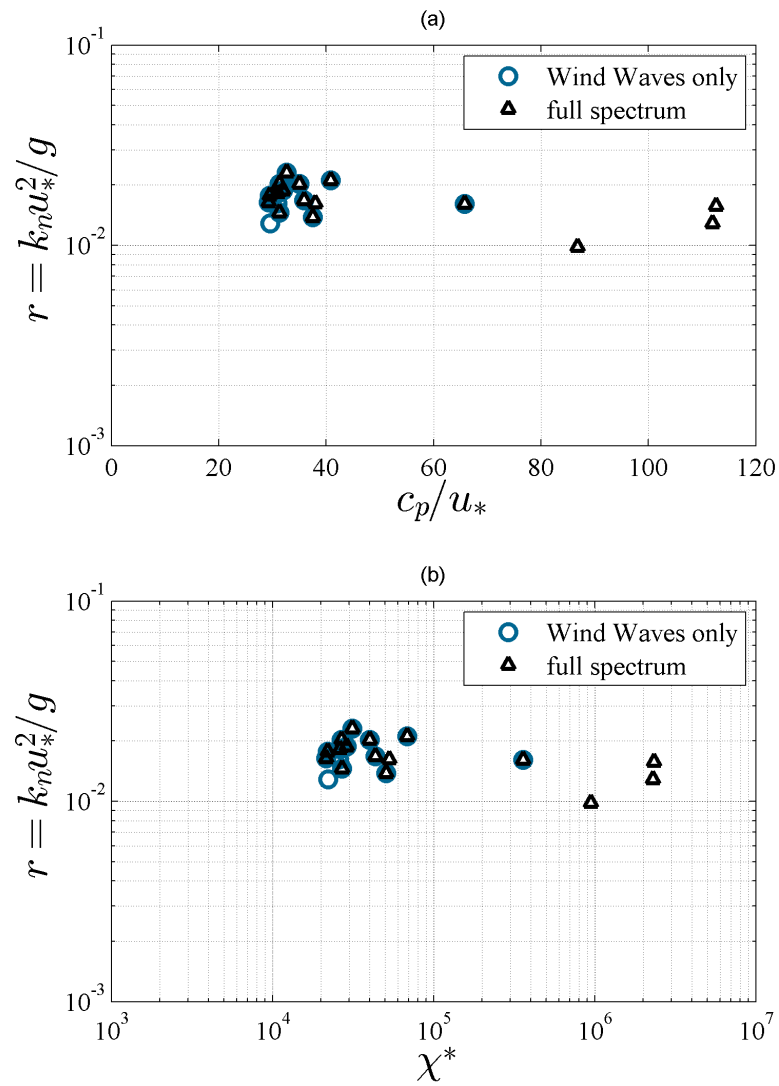 (a)
10^-1
Wind Waves only
full spectrum
r = k_n u_*^2/g
10^-2
10^-3
0 20 40 60 80 100 120
c_p/u_*
(b)
10^-1
Wind Waves only
full spectrum
r = k_n u_*^2/g
10^-2
10^-3
10^3 10^4 10^5 10^6 10^7
χ*